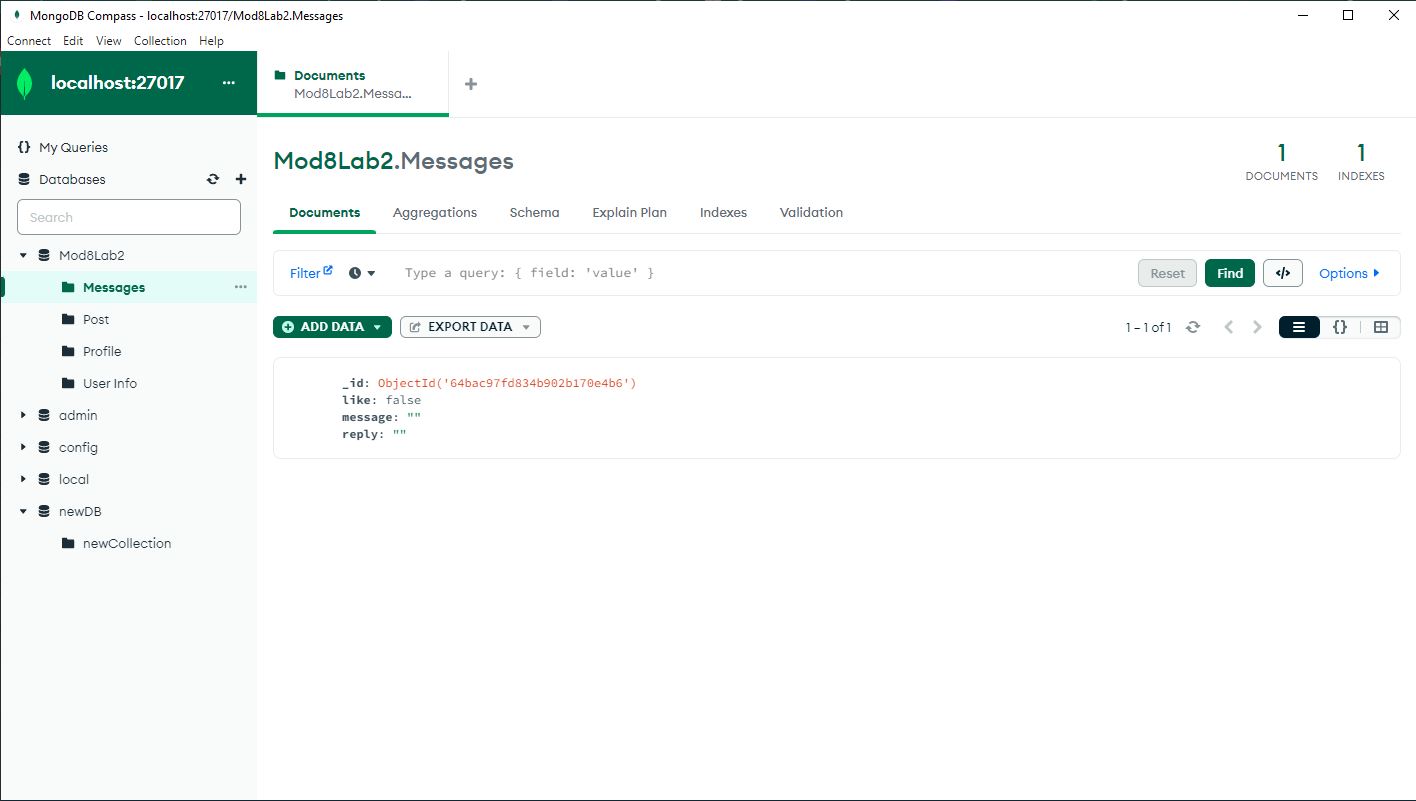 MongoDB Compass - localhost:27017/Mod8Lab2.Messages
Connect Edit View Collection Help
localhost:27017 ...
Documents
Mod8Lab2.Messa...
+
{} My Queries
Databases
Search
Mod8Lab2
Messages ...
Post
Profile
User Info
admin
config
local
newDB
newCollection
Mod8Lab2.Messages
1 DOCUMENTS 1 INDEXES
Documents Aggregations Schema Explain Plan Indexes Validation
Filter Type a query: { field: 'value' } Reset Find </> Options
ADD DATA EXPORT DATA 1 – 1 of 1 {}
_id: ObjectId('64bac97fd834b902b170e4b6')
like: false
message: ""
reply: ""